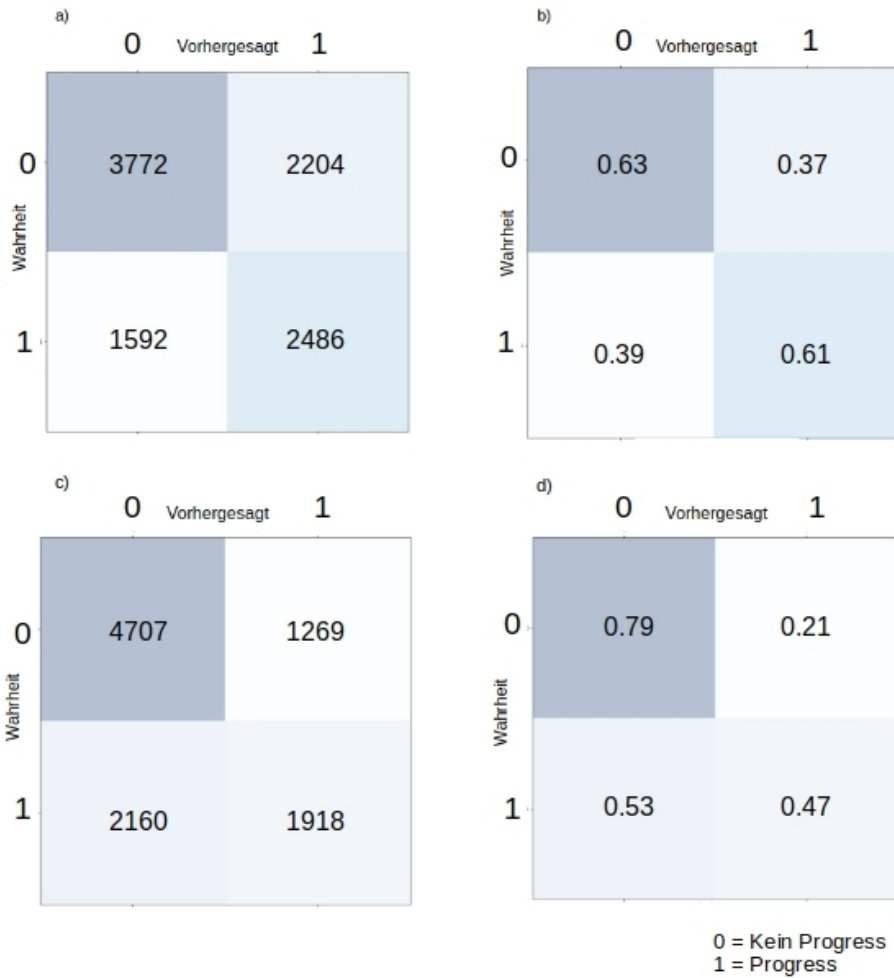 a)
0 Vorhergesagt 1
0 3772 2204
Wahrheit
1 1592 2486
b)
0 Vorhergesagt 1
0 0.63 0.37
Wahrheit
1 0.39 0.61
c)
0 Vorhergesagt 1
0 4707 1269
Wahrheit
1 2160 1918
d)
0 Vorhergesagt 1
0 0.79 0.21
Wahrheit
1 0.53 0.47
0 = Kein Progress
1 = Progress